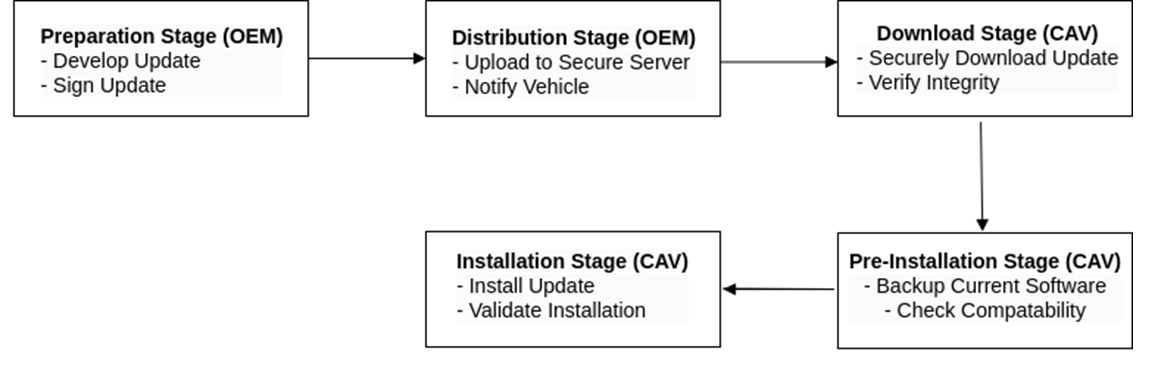 Preparation Stage (OEM)
- Develop Update
- Sign Update
Distribution Stage (OEM)
- Upload to Secure Server
- Notify Vehicle
Download Stage (CAV)
- Securely Download Update
- Verify Integrity
Pre-Installation Stage (CAV)
- Backup Current Software
- Check Compatability
Installation Stage (CAV)
- Install Update
- Validate Installation